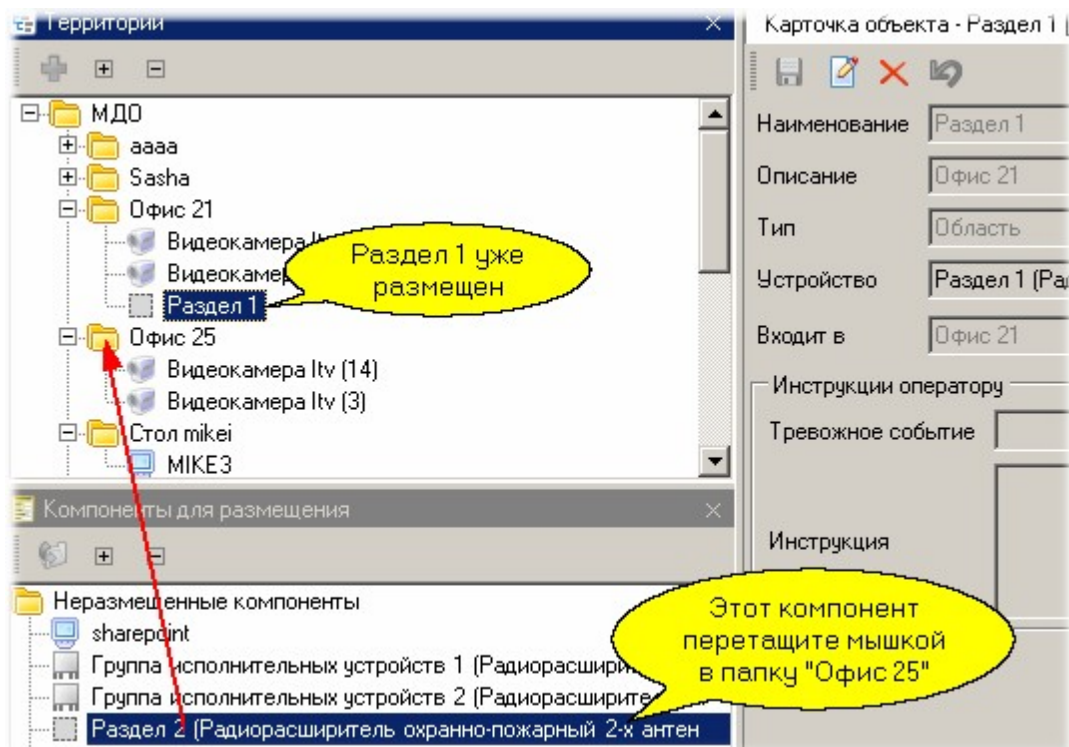 Территории
МДО
aaaa
Sasha
Офис 21
Видеокамера Itv
Видеокамер
Раздел 1
Офис 25
Видеокамера Itv (14)
Видеокамера Itv (3)
Стол mikei
MIKE3
Раздел 1 уже
размещен
Компоненты для размещения
Неразмещенные компоненты
sharepoint
Группа исполнительных устройств 1 (Радиорасшири
Группа исполнительных устройств 2 (Радиорасширите
Раздел 2 (Радиорасширитель охранно-пожарный 2-х антен
Карточка объекта - Раздел 1 (
Наименование Раздел 1
Описание Офис 21
Тип Область
Устройство Раздел 1 (Рад
Входит в Офис 21
Инструкции оператору
Тревожное событие
Инструкция
Этот компонент
перетащите мышкой
в папку "Офис 25"